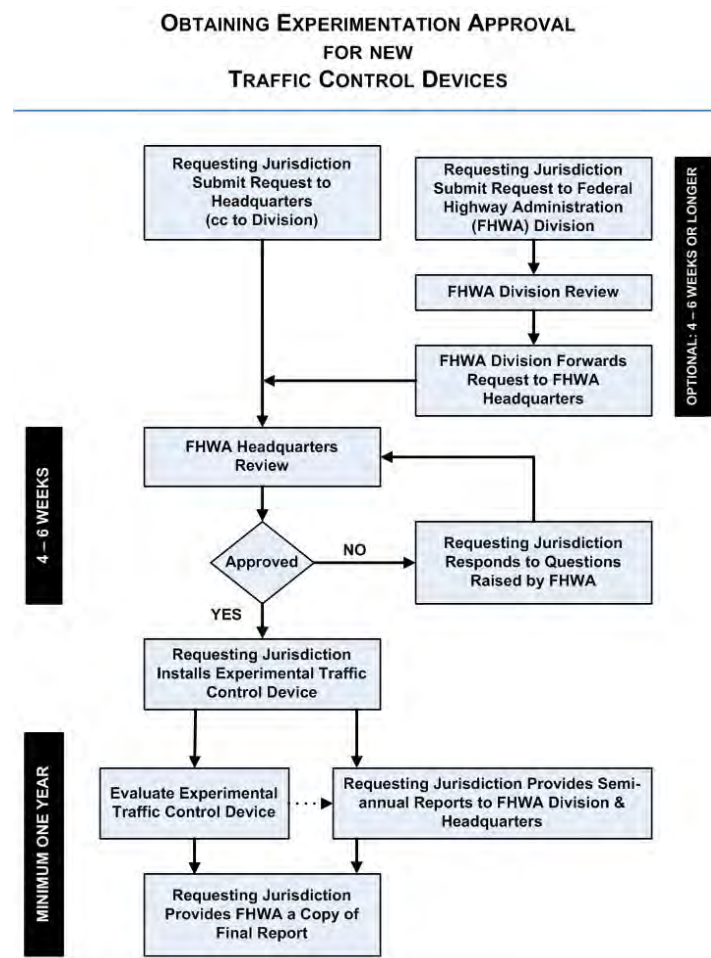 OBTAINING EXPERIMENTATION APPROVAL
FOR NEW
TRAFFIC CONTROL DEVICES
Requesting Jurisdiction
Submit Request to
Headquarters
(cc to Division)
Requesting Jurisdiction
Submit Request to Federal
Highway Administration
(FHWA) Division
OPTIONAL: 4 – 6 WEEKS OR LONGER
FHWA Division Review
FHWA Division Forwards
Request to FHWA
Headquarters
4 – 6 WEEKS
FHWA Headquarters
Review
Approved
NO
Requesting Jurisdiction
Responds to Questions
Raised by FHWA
YES
Requesting Jurisdiction
Installs Experimental Traffic
Control Device
MINIMUM ONE YEAR
Evaluate Experimental
Traffic Control Device
Requesting Jurisdiction Provides Semi-
annual Reports to FHWA Division &
Headquarters
Requesting Jurisdiction
Provides FHWA a Copy of
Final Report